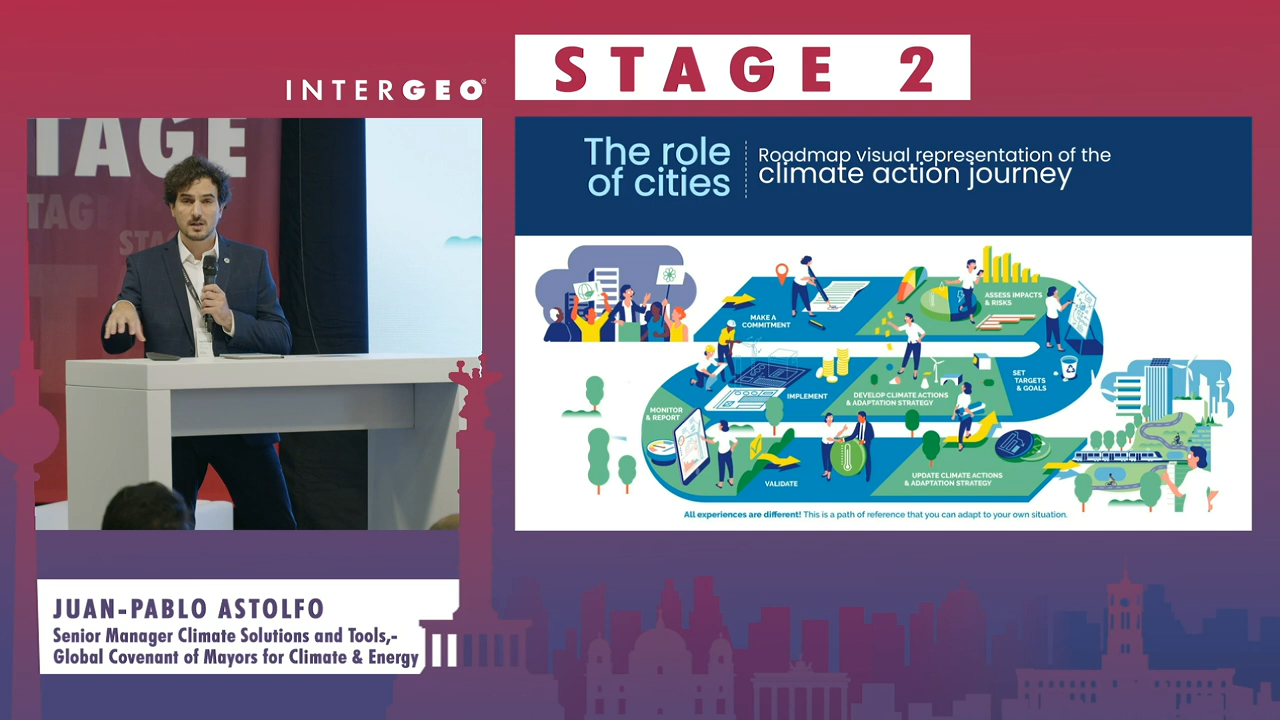 STAGE 2
INTERGEO®
TAGE
TAG
STA
The role
of cities
Roadmap visual representation of the
climate action journey
MAKE A
COMMITMENT
ASSESS IMPACTS
& RISKS
SET
TARGETS
& GOALS
DEVELOP CLIMATE ACTIONS
& ADAPTATION STRATEGY
IMPLEMENT
MONITOR
& REPORT
VALIDATE
UPDATE CLIMATE ACTIONS
& ADAPTATION STRATEGY
All experiences are different! This is a path of reference that you can adapt to your own situation.
JUAN-PABLO ASTOLFO
Senior Manager Climate Solutions and Tools,-
Global Covenant of Mayors for Climate & Energy